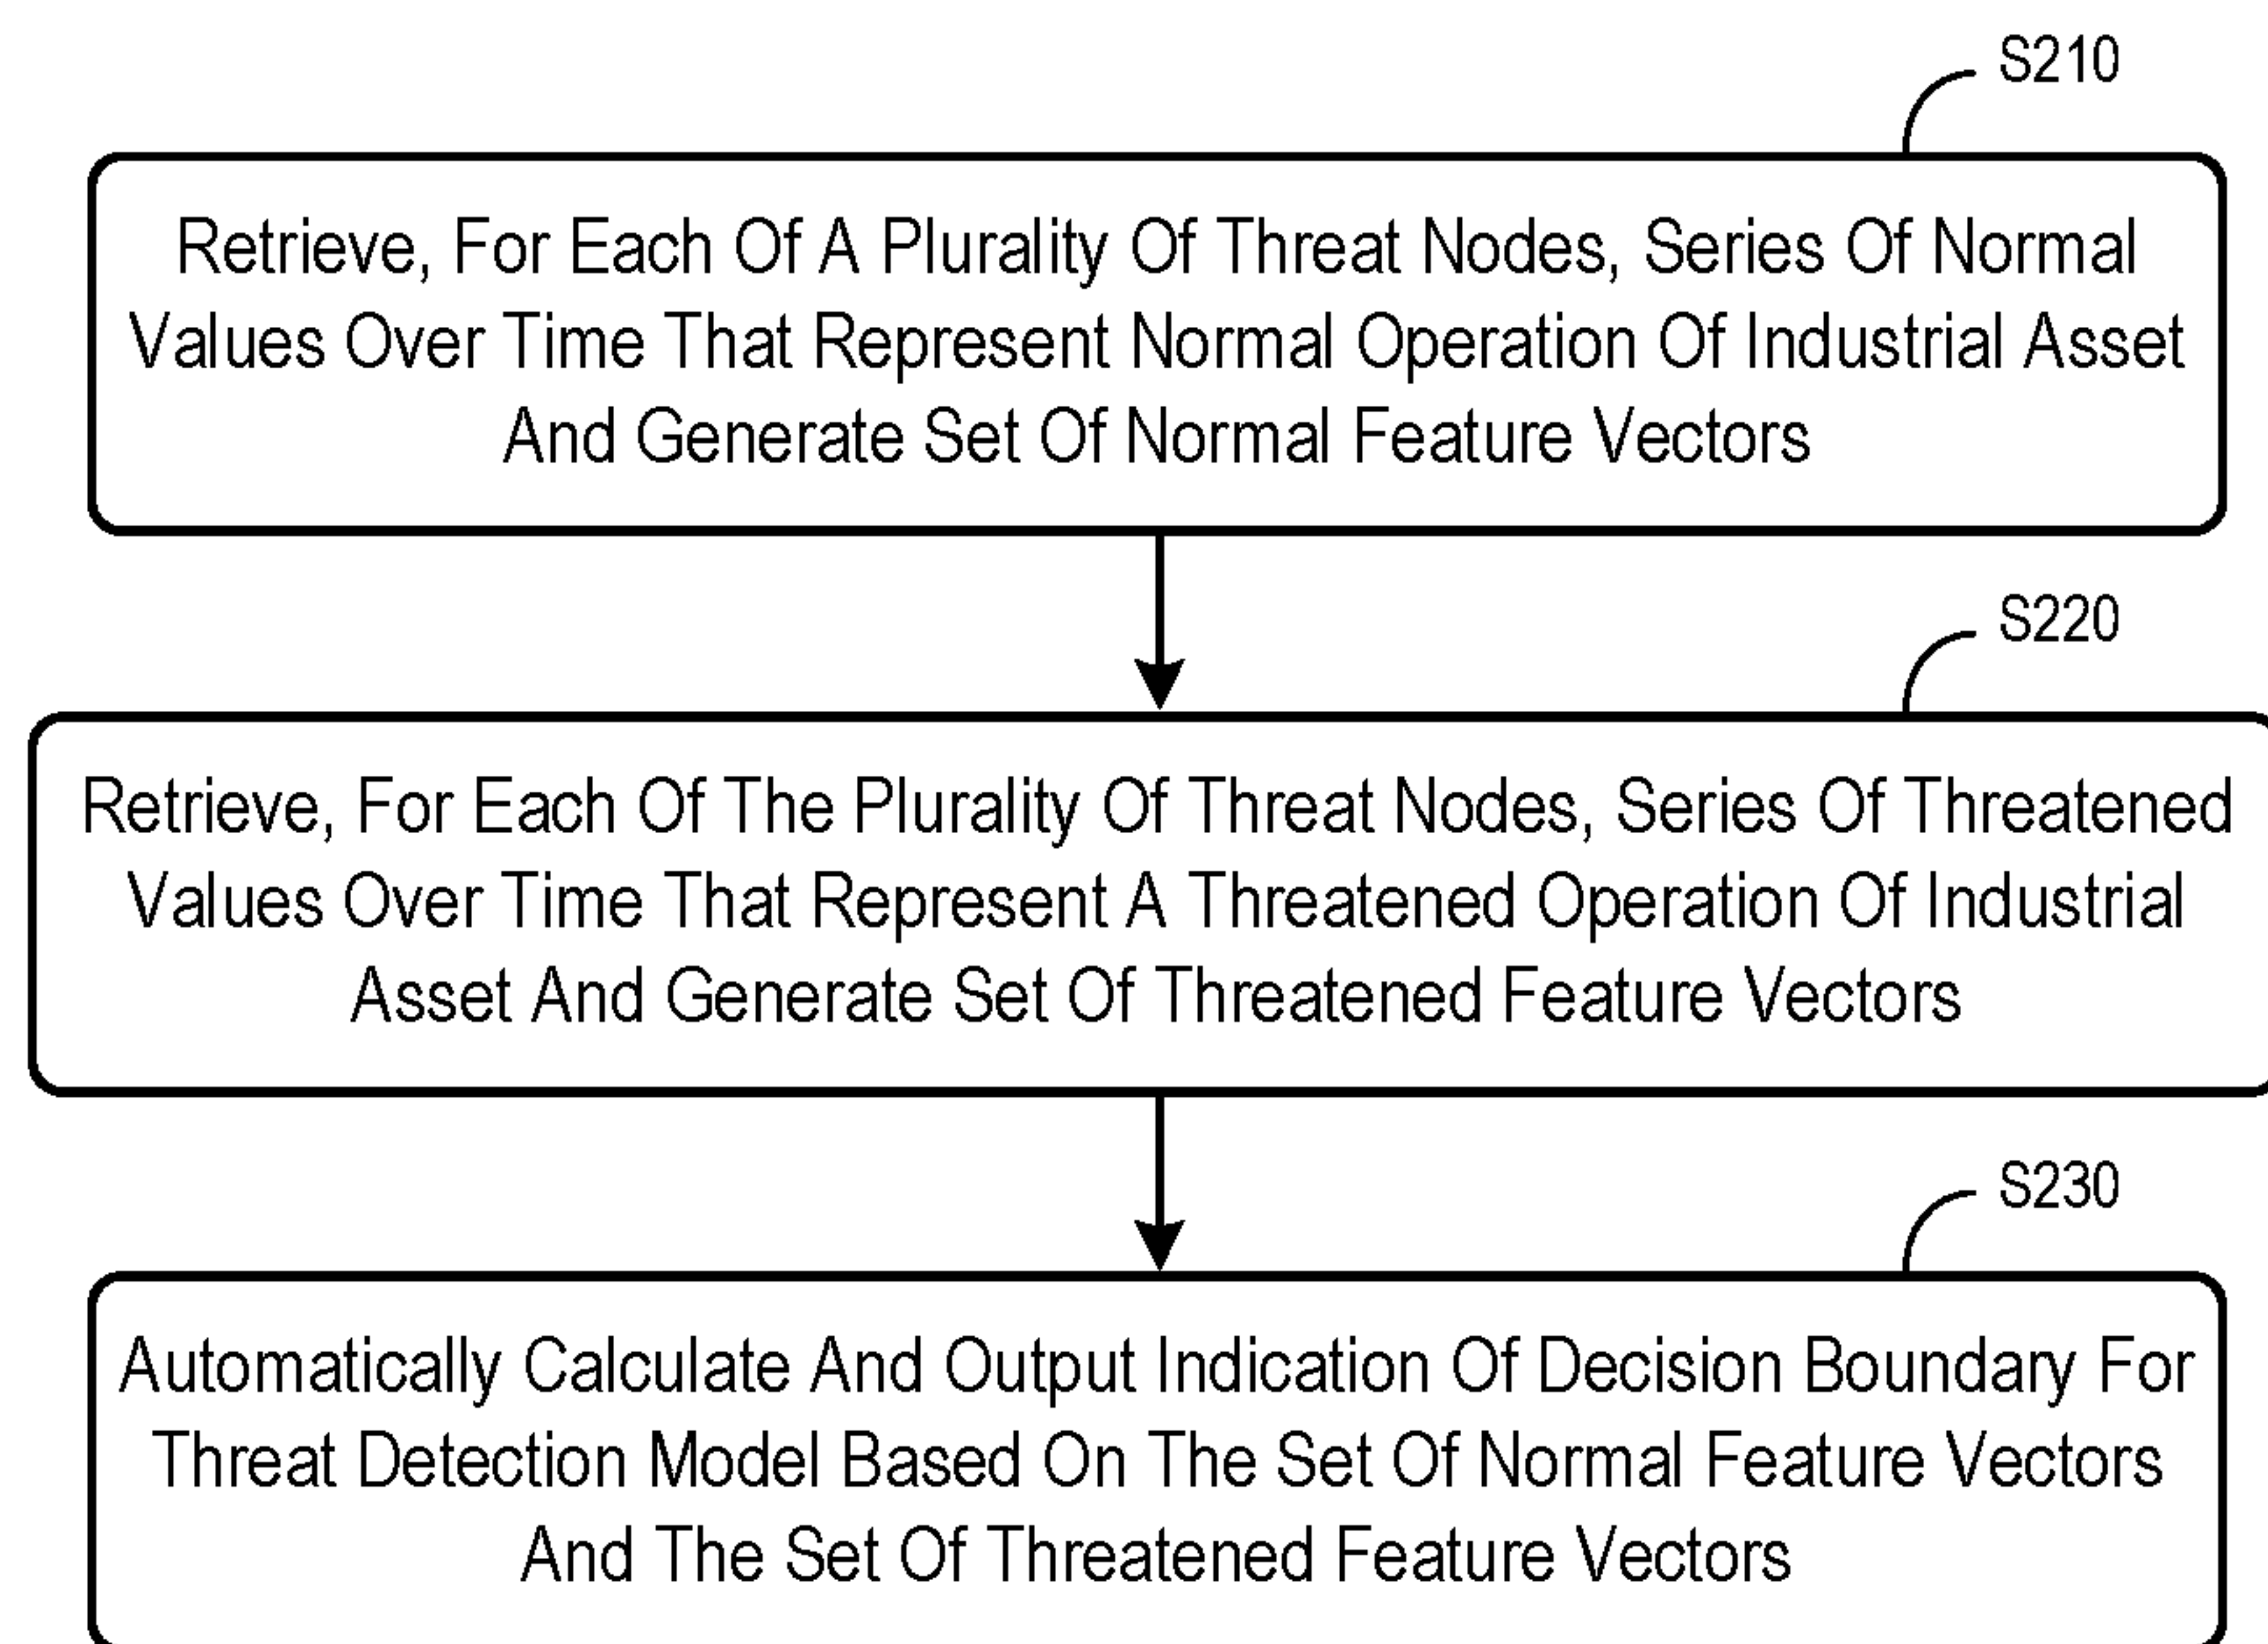 S210
Retrieve, For Each Of A Plurality Of Threat Nodes, Series Of Normal
Values Over Time That Represent Normal Operation Of Industrial Asset
And Generate Set Of Normal Feature Vectors
S220
Retrieve, For Each Of The Plurality Of Threat Nodes, Series Of Threatened
Values Over Time That Represent A Threatened Operation Of Industrial
Asset And Generate Set Of Threatened Feature Vectors
S230
Automatically Calculate And Output Indication Of Decision Boundary For
Threat Detection Model Based On The Set Of Normal Feature Vectors
And The Set Of Threatened Feature Vectors